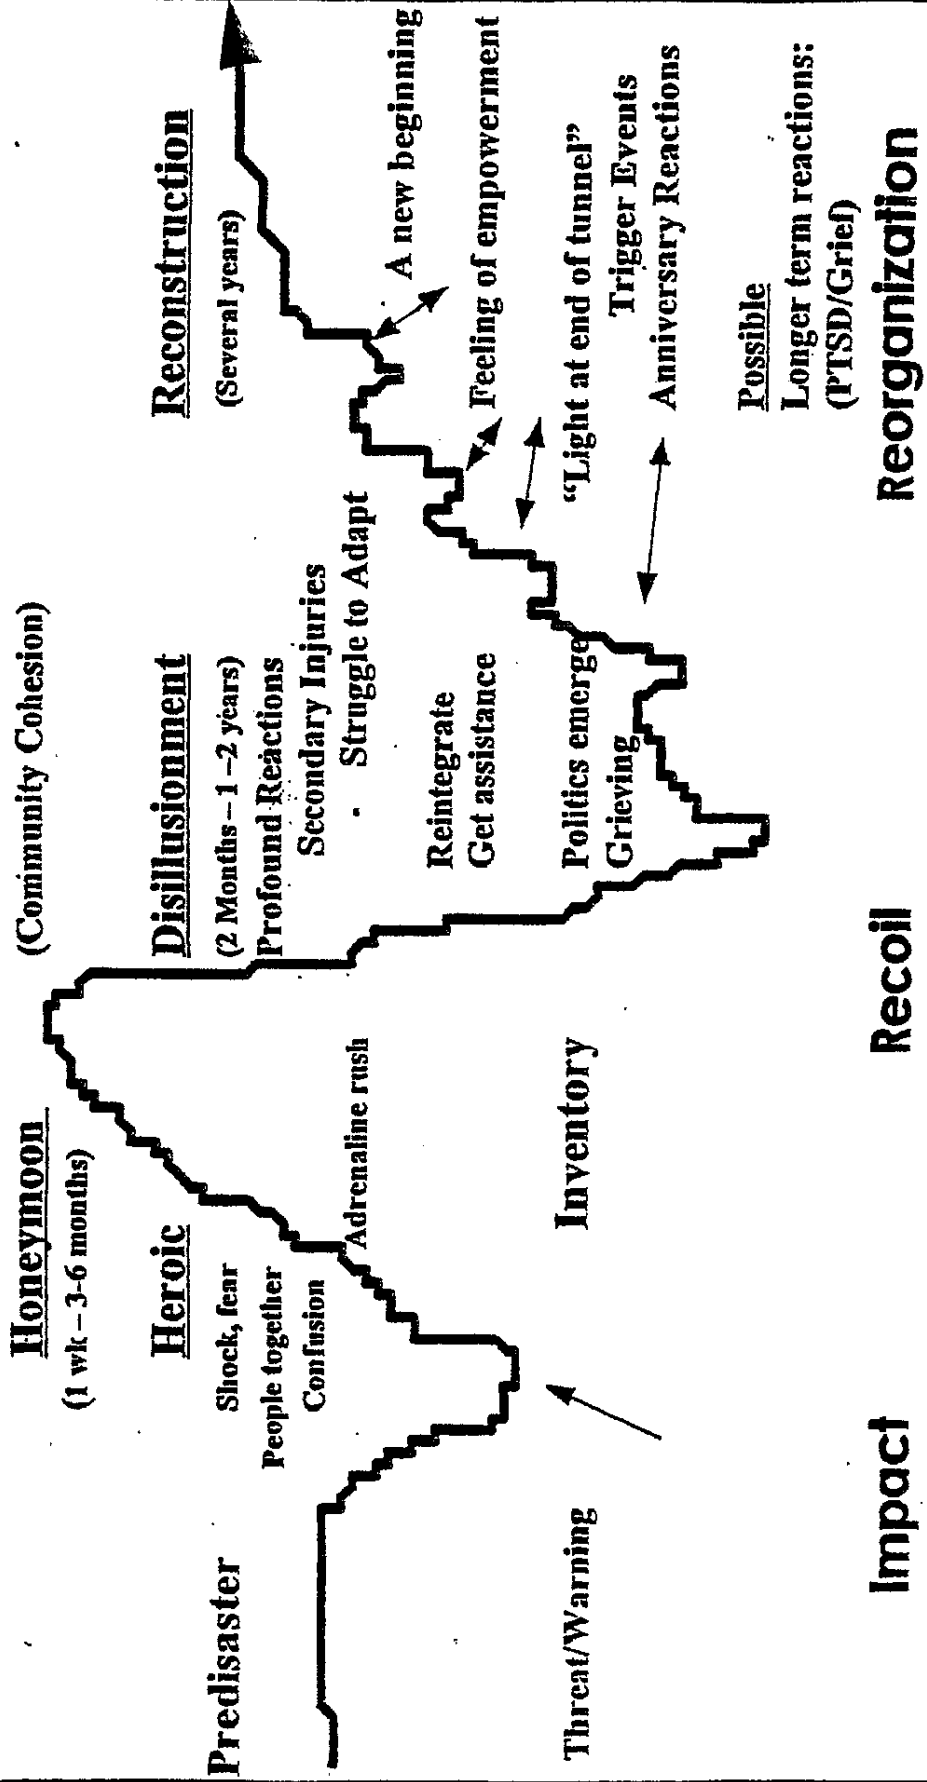 Honeymoon
(1 wk – 3-6 months)
(Community Cohesion)
Predisaster
Heroic
Shock, fear
People together
Confusion
Adrenaline rush
Disillusionment
(2 Months – 1 –2 years)
Profound Reactions
Secondary Injuries
Struggle to Adapt
Reintegrate
Get assistance
Politics emerge
Grieving
Reconstruction
(Several years)
A new beginning
Feeling of empowerment
“Light at end of tunnel”
Trigger Events
Anniversary Reactions
Possible
Longer term reactions:
(PTSD/Grief)
Threat/Warning
Inventory
Impact
Recoil
Reorganization